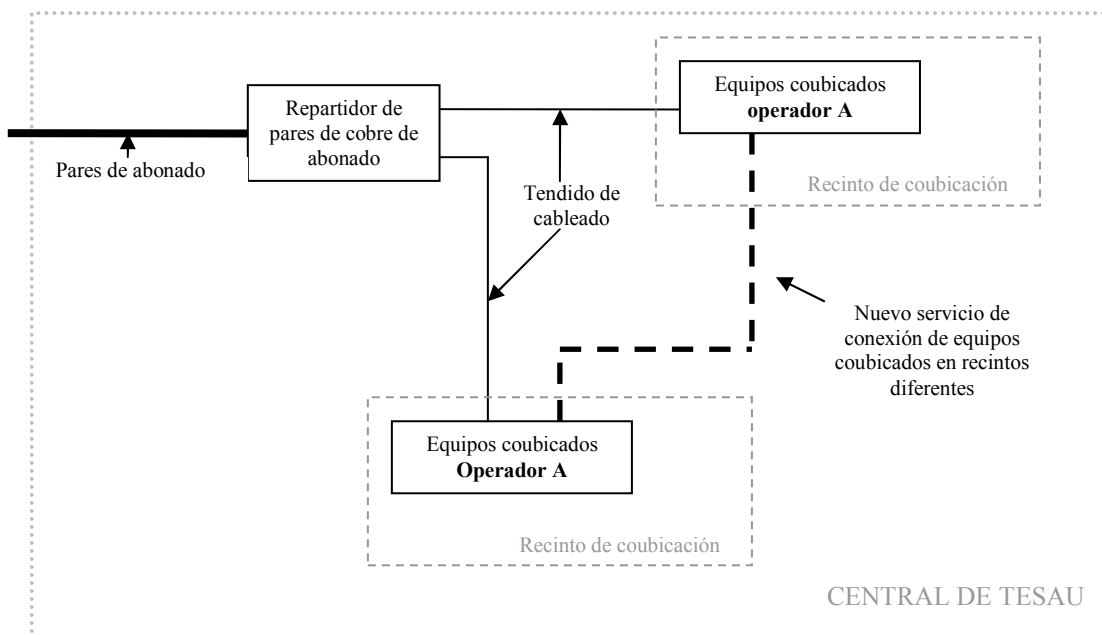 Equipos coubicados
operador A
Recinto de coubicación
Repartidor de
pares de cobre de
abonado
Pares de abonado
Tendido de
cableado
Nuevo servicio de
conexión de equipos
coubicados en recintos
diferentes
Equipos coubicados
Operador A
Recinto de coubicación
CENTRAL DE TESAU